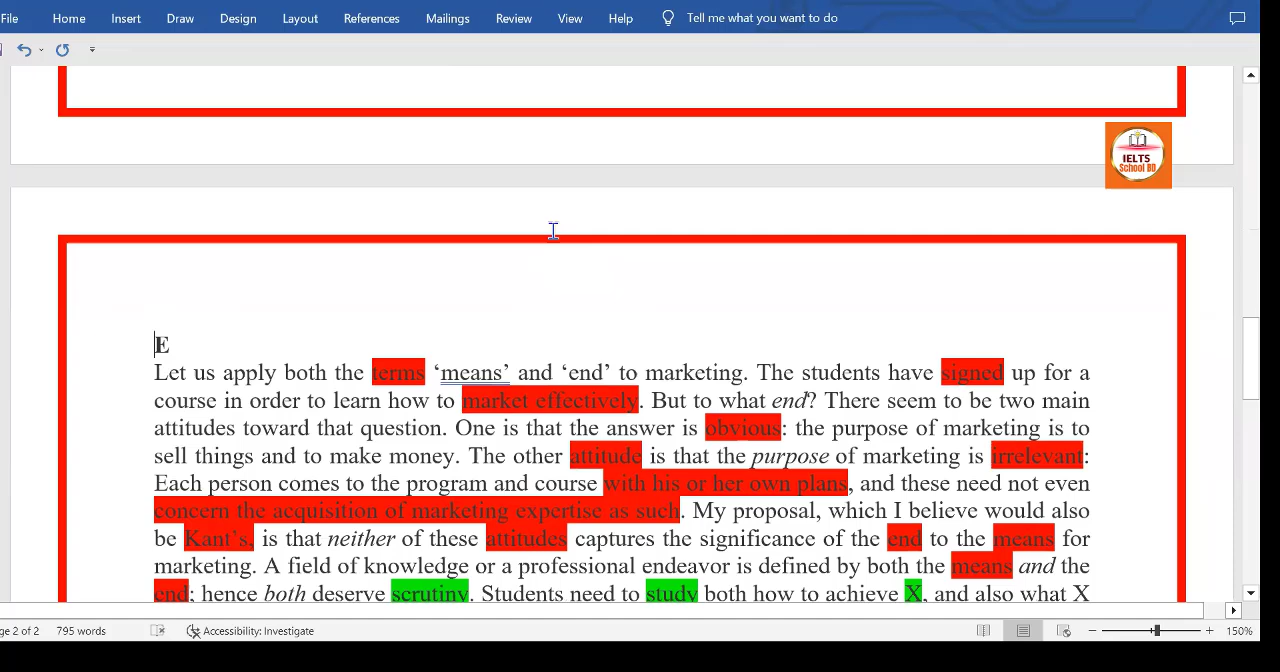 File Home Insert Draw Design Layout References Mailings Review View Help Tell me what you want to do
IELTS
School BD
E
Let us apply both the terms ‘means’ and ‘end’ to marketing. The students have signed up for a
course in order to learn how to market effectively. But to what end? There seem to be two main
attitudes toward that question. One is that the answer is obvious: the purpose of marketing is to
sell things and to make money. The other attitude is that the purpose of marketing is irrelevant:
Each person comes to the program and course with his or her own plans, and these need not even
concern the acquisition of marketing expertise as such. My proposal, which I believe would also
be Kant’s, is that neither of these attitudes captures the significance of the end to the means for
marketing. A field of knowledge or a professional endeavor is defined by both the means and the
end; hence both deserve scrutiny. Students need to study both how to achieve X, and also what X
ge 2 of 2 795 words Accessibility: Investigate 150%